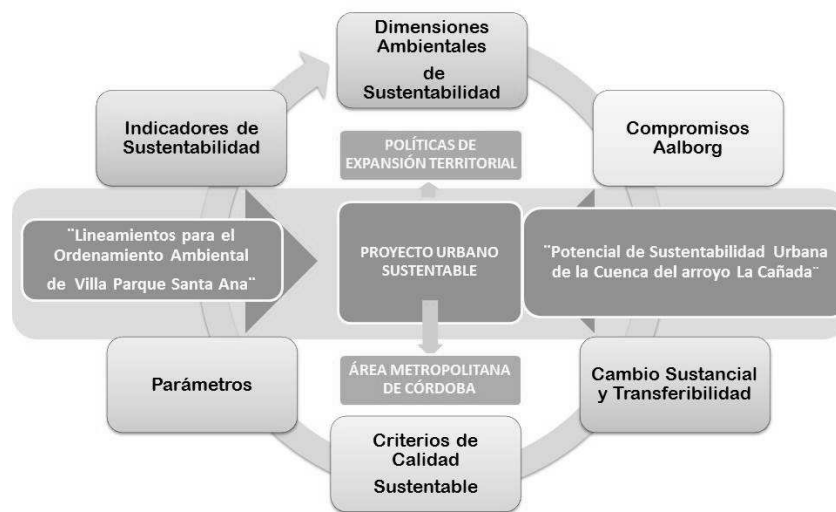 Dimensiones
Ambientales
de
Sustentabilidad
Indicadores de
Sustentabilidad
POLÍTICAS DE
EXPANSIÓN TERRITORIAL
Compromisos
Aalborg
¨Lineamientos para el
Ordenamiento Ambiental
de Villa Parque Santa Ana¨
PROYECTO URBANO
SUSTENTABLE
¨Potencial de Sustentabilidad Urbana
de la Cuenca del arroyo La Cañada¨
Parámetros
ÁREA METROPOLITANA
DE CÓRDOBA
Cambio Sustancial
y Transferibilidad
Criterios de
Calidad
Sustentable